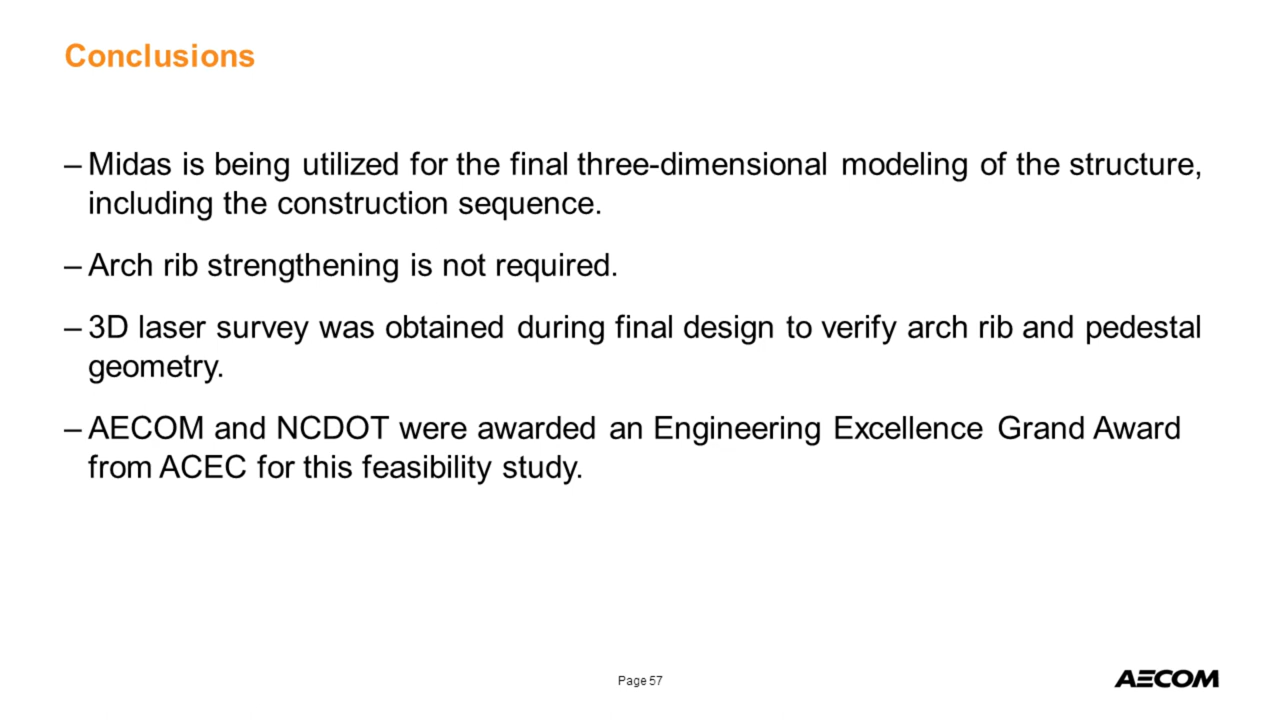 Conclusions
– Midas is being utilized for the final three-dimensional modeling of the structure,
including the construction sequence.
– Arch rib strengthening is not required.
– 3D laser survey was obtained during final design to verify arch rib and pedestal
geometry.
– AECOM and NCDOT were awarded an Engineering Excellence Grand Award
from ACEC for this feasibility study.
Page 57
AECOM